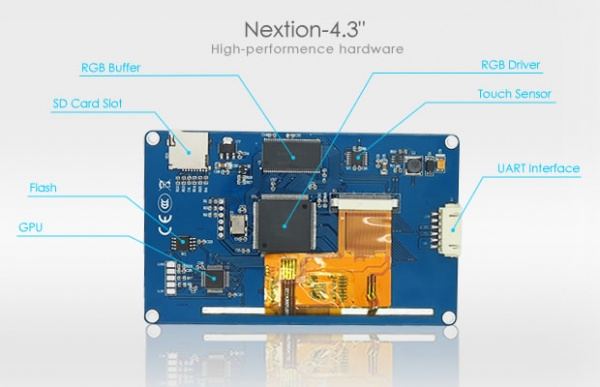 Nextion-4.3"
High-performence hardware
RGB Buffer
RGB Driver
SD Card Slot
Touch Sensor
Flash
UART Interface
GPU
CE